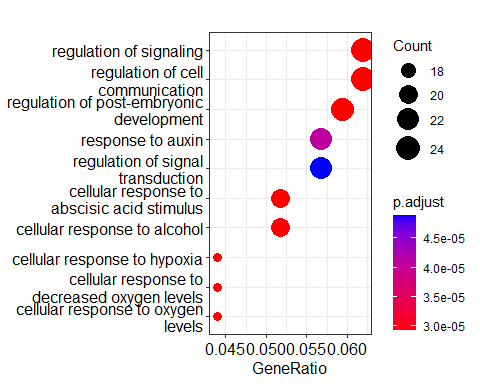 regulation of signaling
regulation of cell
communication
regulation of post-embryonic
development
response to auxin
regulation of signal
transduction
cellular response to
abscisic acid stimulus
cellular response to alcohol
cellular response to hypoxia
cellular response to
decreased oxygen levels
cellular response to oxygen
levels
0.045 0.050 0.055 0.060
GeneRatio
Count
18
20
22
24
p.adjust
4.5e-05
4.0e-05
3.5e-05
3.0e-05